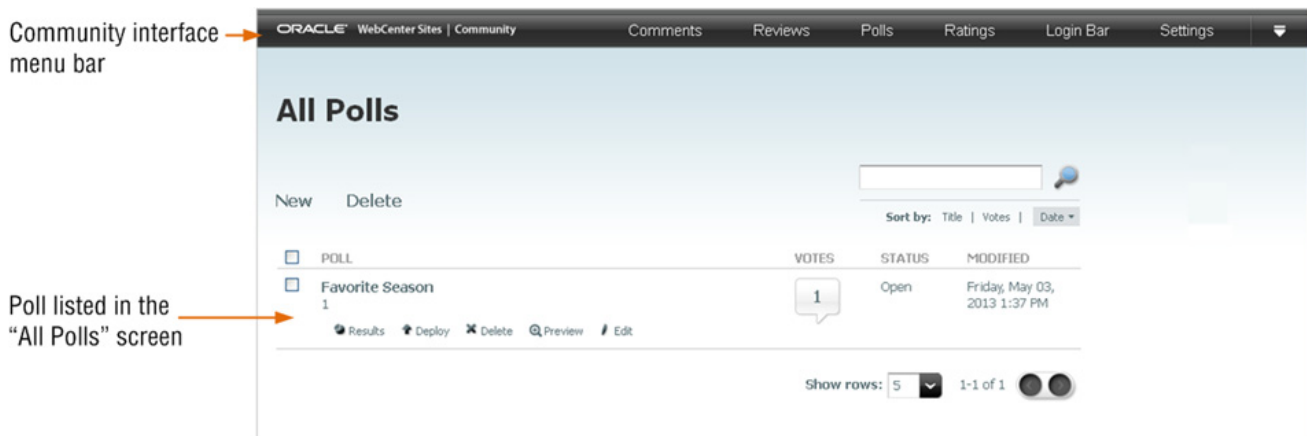 Community interface menu bar
ORACLE WebCenter Sites | Community Comments Reviews Polls Ratings Login Bar Settings
All Polls
New Delete
Sort by: Title | Votes | Date
POLL VOTES STATUS MODIFIED
Favorite Season 1 Open Friday, May 03, 2013 1:37 PM
1
Results Deploy Delete Preview Edit
Poll listed in the "All Polls" screen
Show rows: 5 1-1 of 1